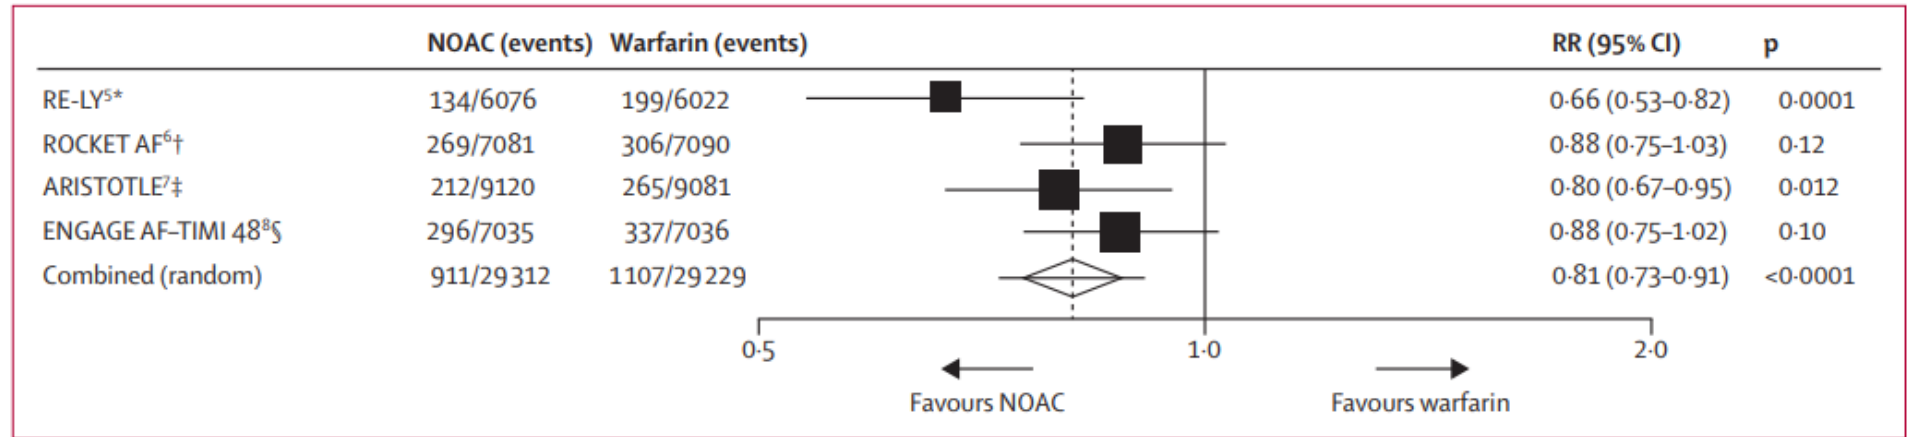 NOAC (events) Warfarin (events) RR (95% CI) p
RE-LY⁵* 134/6076 199/6022 0·66 (0·53–0·82) 0·0001
ROCKET AF⁶† 269/7081 306/7090 0·88 (0·75–1·03) 0·12
ARISTOTLE⁷‡ 212/9120 265/9081 0·80 (0·67–0·95) 0·012
ENGAGE AF–TIMI 48⁸§ 296/7035 337/7036 0·88 (0·75–1·02) 0·10
Combined (random) 911/29 312 1107/29 229 0·81 (0·73–0·91) <0·0001
0·5 1·0 2·0
Favours NOAC Favours warfarin